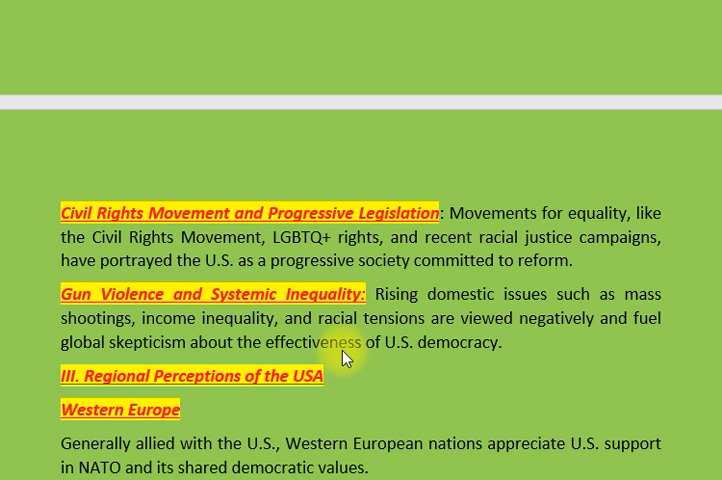 Civil Rights Movement and Progressive Legislation: Movements for equality, like
the Civil Rights Movement, LGBTQ+ rights, and recent racial justice campaigns,
have portrayed the U.S. as a progressive society committed to reform.
Gun Violence and Systemic Inequality: Rising domestic issues such as mass
shootings, income inequality, and racial tensions are viewed negatively and fuel
global skepticism about the effectiveness of U.S. democracy.
III. Regional Perceptions of the USA
Western Europe
Generally allied with the U.S., Western European nations appreciate U.S. support
in NATO and its shared democratic values.